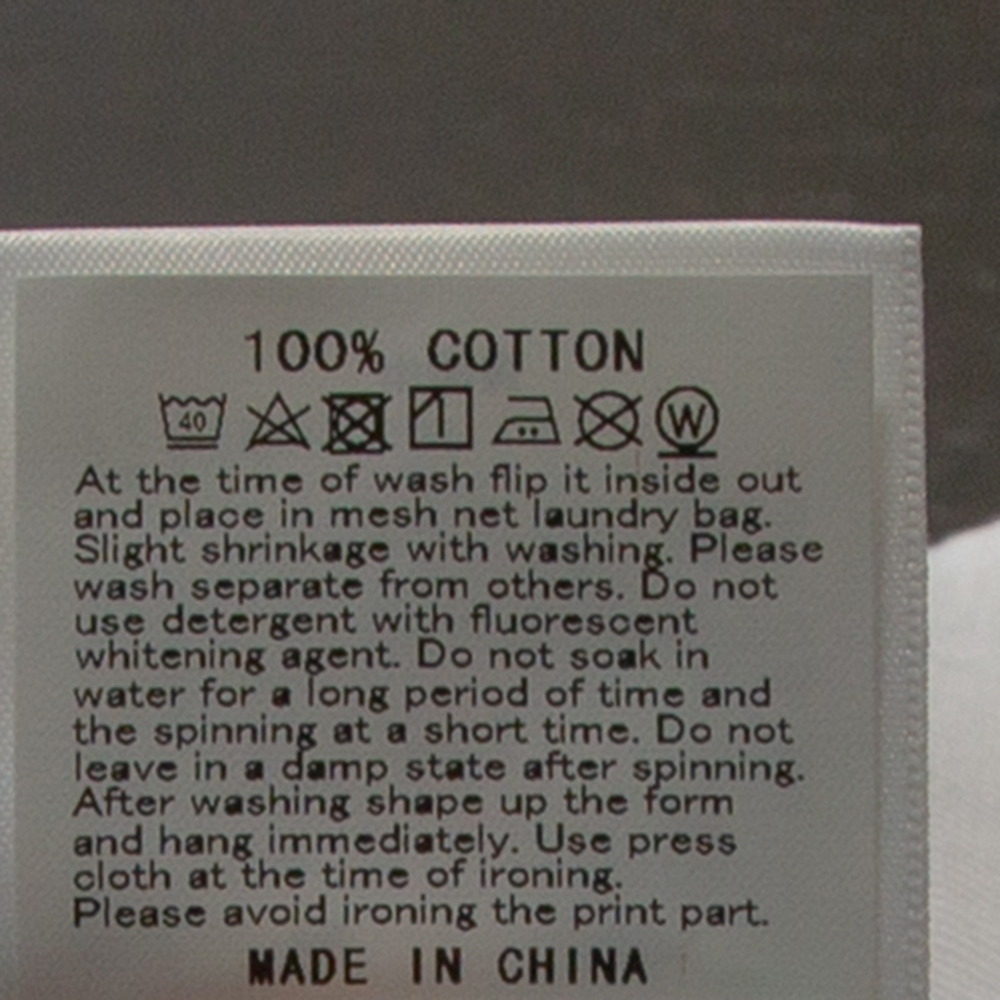 100% COTTON
40 W
At the time of wash flip it inside out
and place in mesh net laundry bag.
Slight shrinkage with washing. Please
wash separate from others. Do not
use detergent with fluorescent
whitening agent. Do not soak in
water for a long period of time and
the spinning at a short time. Do not
leave in a damp state after spinning.
After washing shape up the form
and hang immediately. Use press
cloth at the time of ironing.
Please avoid ironing the print part.
MADE IN CHINA